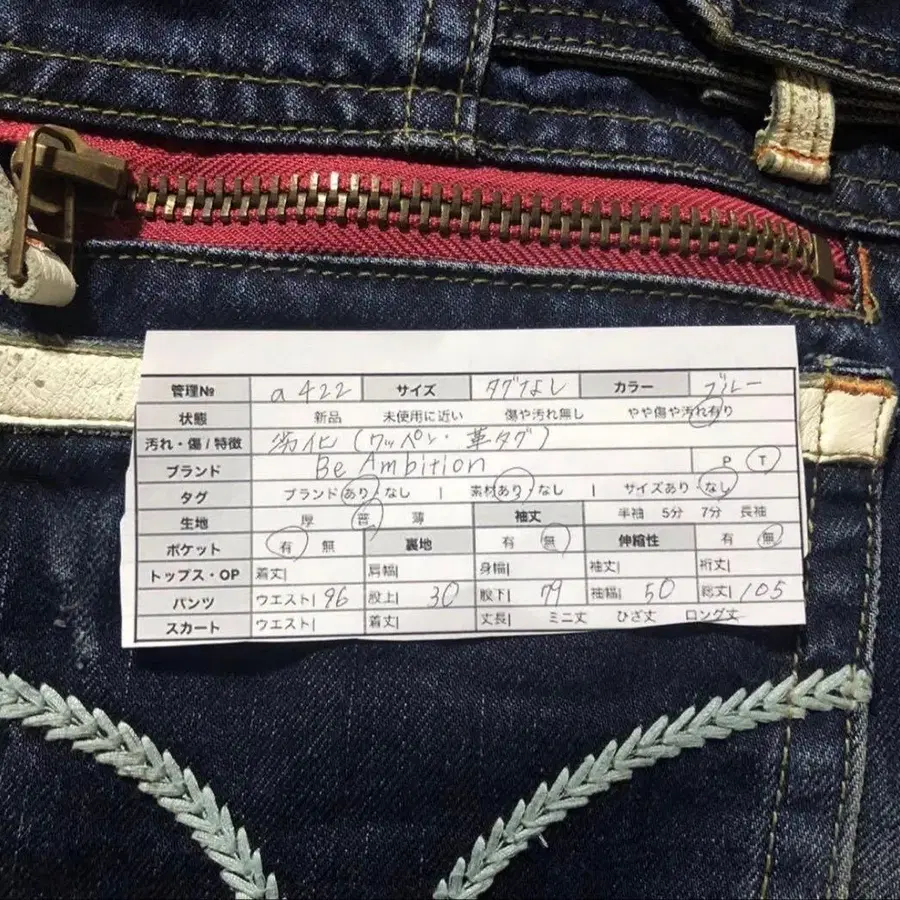 管理№ a422 サイズ タグなし カラー ブルー
状態 新品 未使用に近い 傷や汚れ無し やや傷や汚れ有り
汚れ・傷/特徴 劣化(ワッペン・革タグ)
ブランド Be Ambition P T
タグ ブランドあり・なし | 素材あり・なし | サイズあり・なし
生地 厚 普 薄 袖丈 半袖 5分 7分 長袖
ポケット 有 無 裏地 有 無 伸縮性 有 無
トップス・OP 着丈| 肩幅| 身幅| 袖丈| 裄丈|
パンツ ウエスト| 96 股上| 30 股下| 79 裾幅| 50 総丈| 105
スカート ウエスト| 着丈| 丈長| ミニ丈 ひざ丈 ロング丈